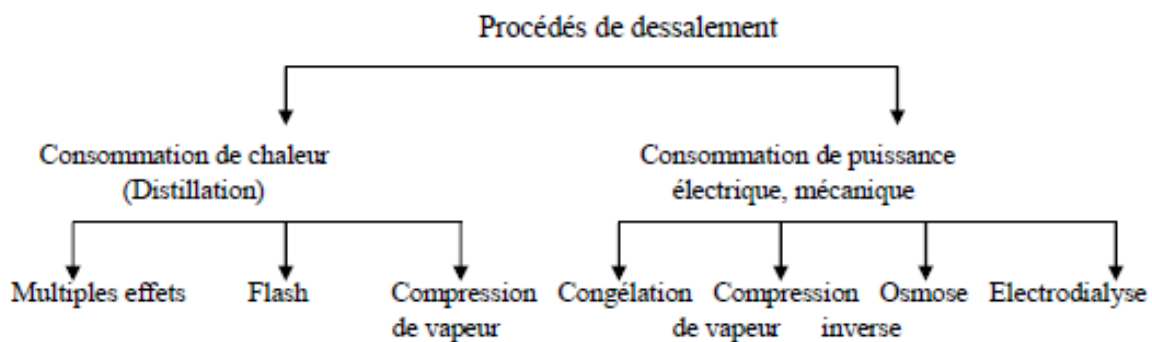 Procédés de dessalement
Consommation de chaleur
(Distillation)
Consommation de puissance
électrique, mécanique
Multiples effets
Flash
Compression
de vapeur
Congélation
Compression
de vapeur
Osmose
inverse
Electrodialyse